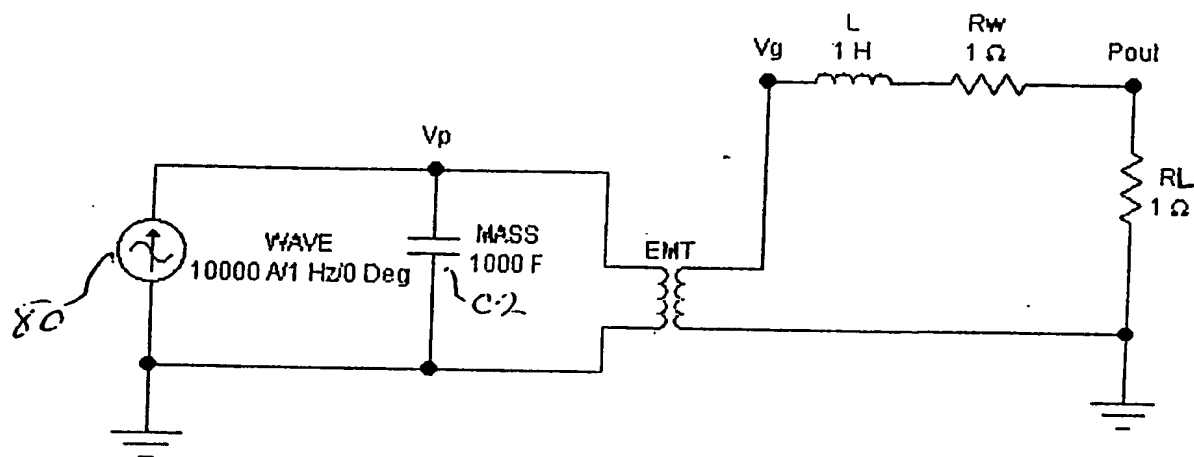 L
1 H
Rw
1 Ω
Vg
Pout
Vp
RL
1 Ω
WAVE
10000 A/1 Hz/0 Deg
MASS
1000 F
EMT
80
C-2